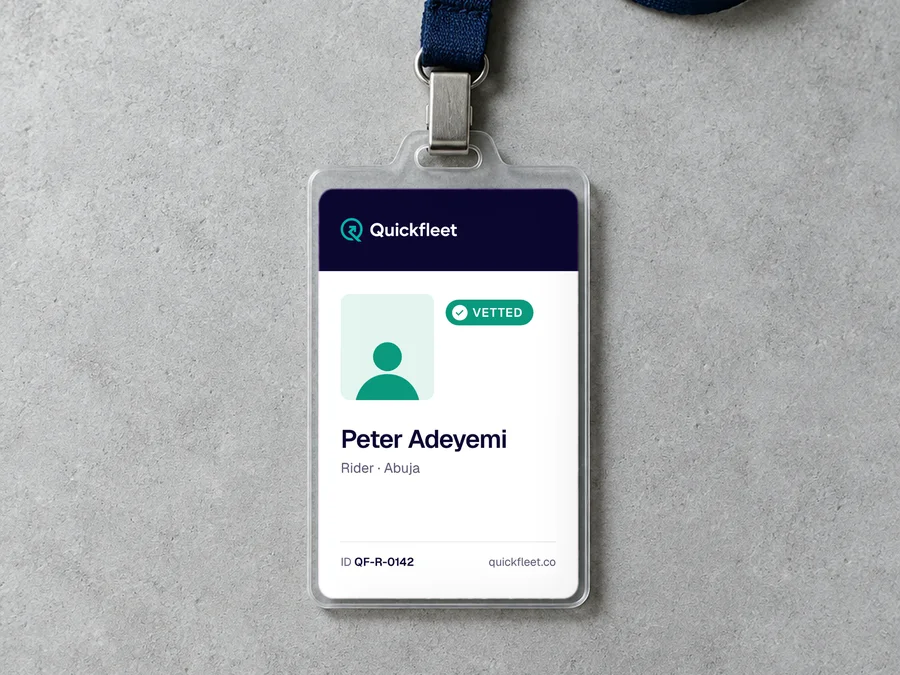 Quickfleet
VETTED
Peter Adeyemi
Rider · Abuja
ID QF-R-0142
quickfleet.co